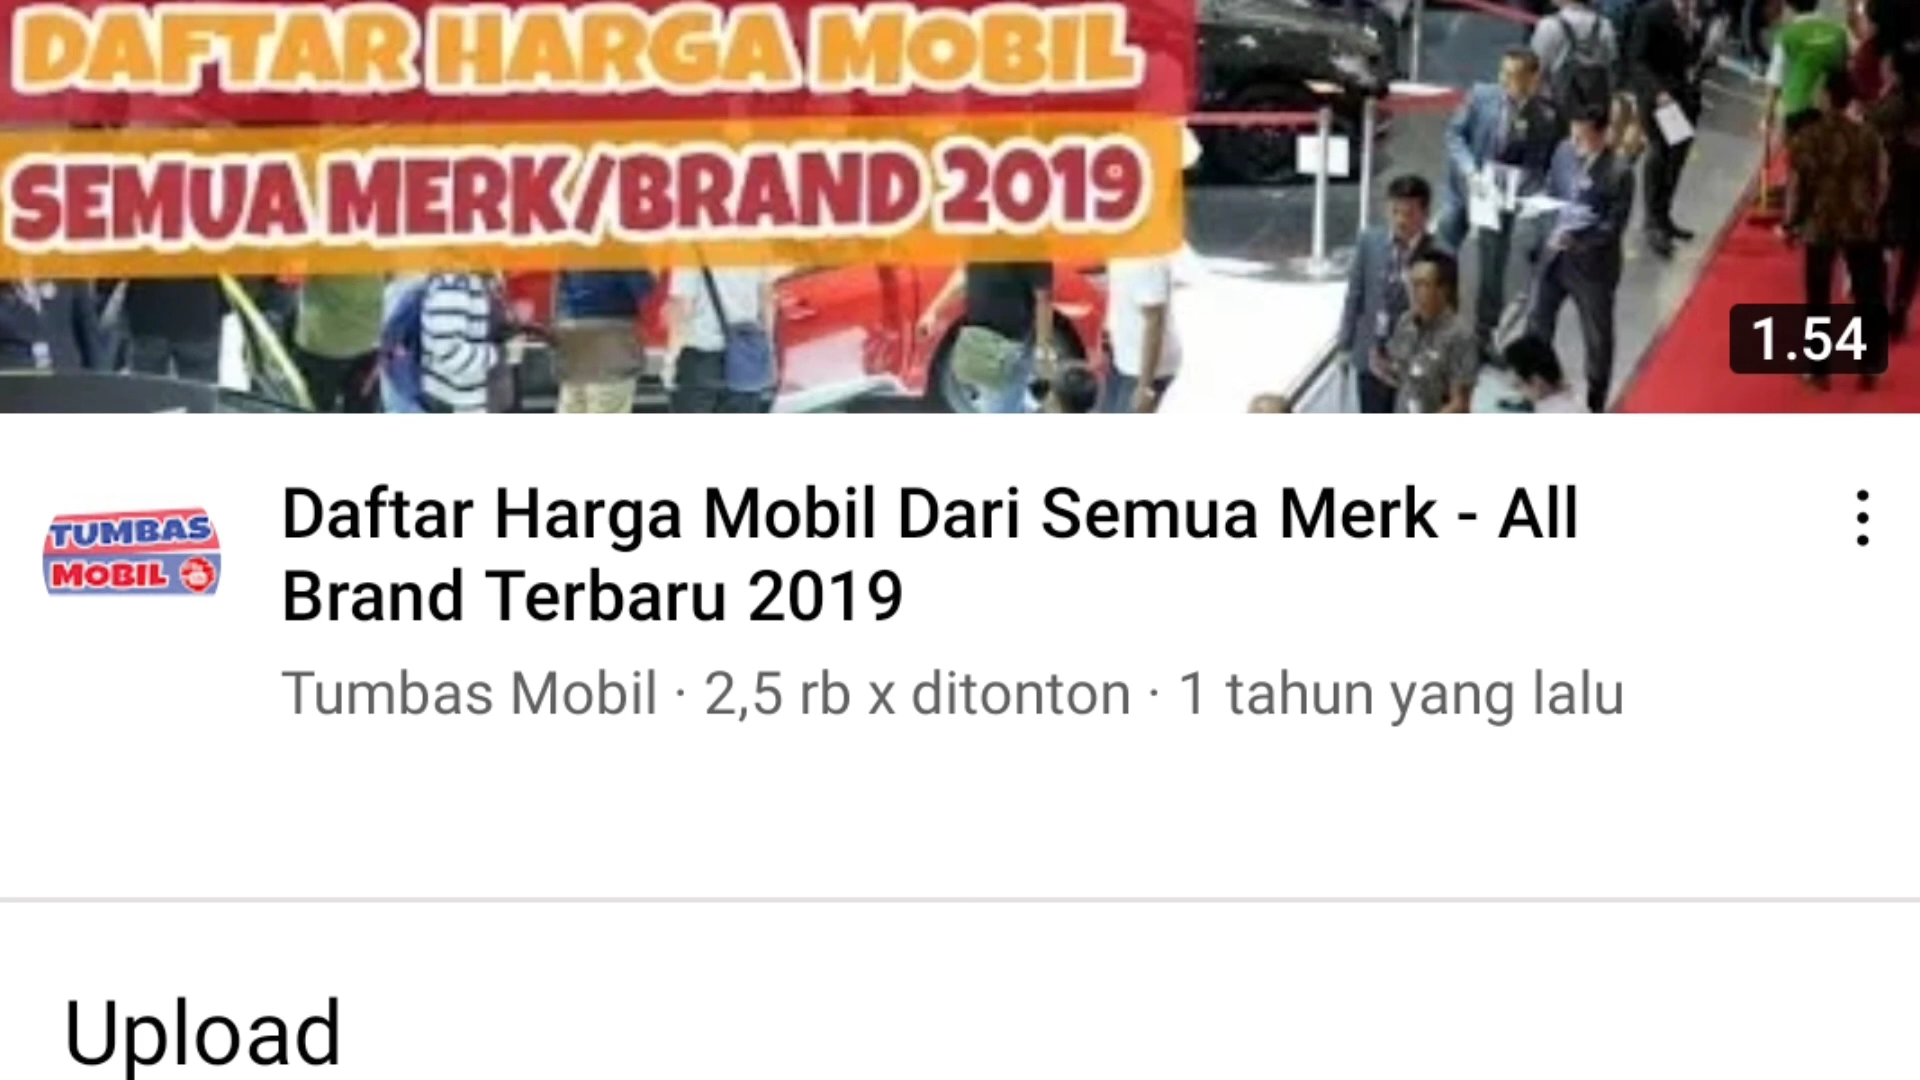 DAFTAR HARGA MOBIL
SEMUA MERK/BRAND 2019
1.54
TUMBAS
MOBIL
Daftar Harga Mobil Dari Semua Merk - All
Brand Terbaru 2019
Tumbas Mobil · 2,5 rb x ditonton · 1 tahun yang lalu
Upload